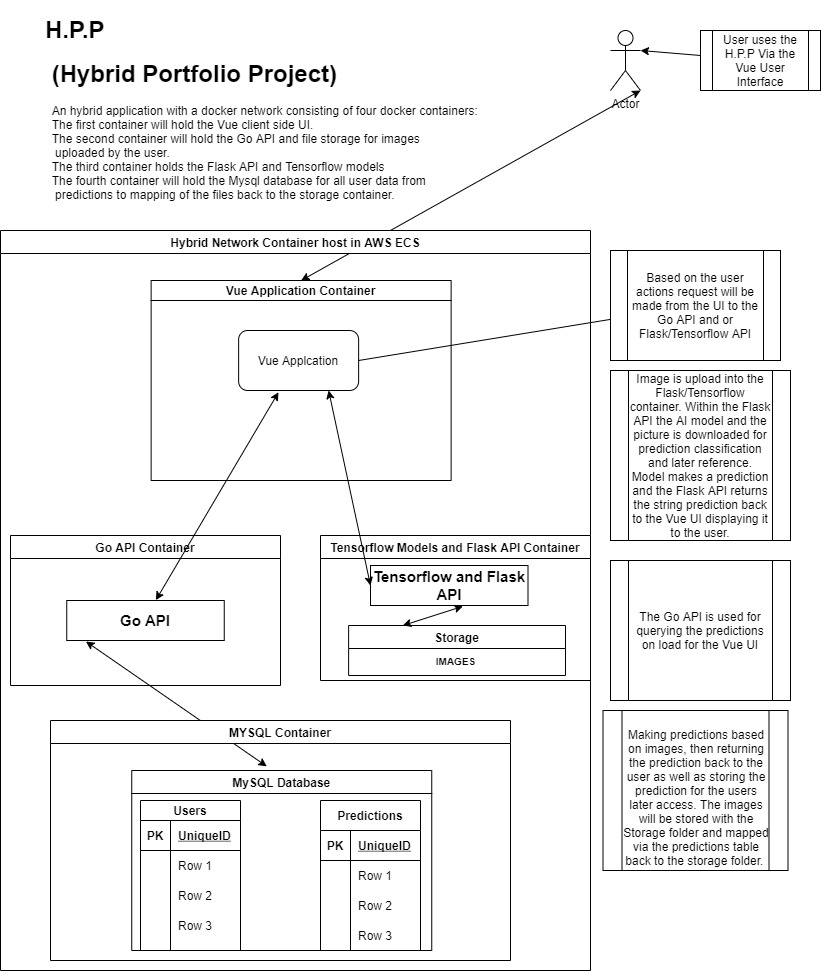 H.P.P
(Hybrid Portfolio Project)
An hybrid application with a docker network consisting of four docker containers:
The first container will hold the Vue client side UI.
The second container will hold the Go API and file storage for images
uploaded by the user.
The third container holds the Flask API and Tensorflow models
The fourth container will hold the Mysql database for all user data from
predictions to mapping of the files back to the storage container.
Actor
User uses the
H.P.P Via the
Vue User
Interface
Hybrid Network Container host in AWS ECS
Vue Application Container
Vue Applcation
Based on the user
actions request will be
made from the UI to the
Go API and or
Flask/Tensorflow API
Image is upload into the
Flask/Tensorflow
container. Within the Flask
API the AI model and the
picture is downloaded for
prediction classification
and later reference.
Model makes a prediction
and the Flask API returns
the string prediction back
to the Vue UI displaying it
to the user.
Go API Container
Go API
Tensorflow Models and Flask API Container
Tensorflow and Flask
API
Storage
IMAGES
The Go API is used for
querying the predictions
on load for the Vue UI
MYSQL Container
MySQL Database
Users
PK UniqueID
Row 1
Row 2
Row 3
Predictions
PK UniqueID
Row 1
Row 2
Row 3
Making predictions based
on images, then returning
the prediction back to the
user as well as storing the
prediction for the users
later access. The images
will be stored with the
Storage folder and mapped
via the predictions table
back to the storage folder.